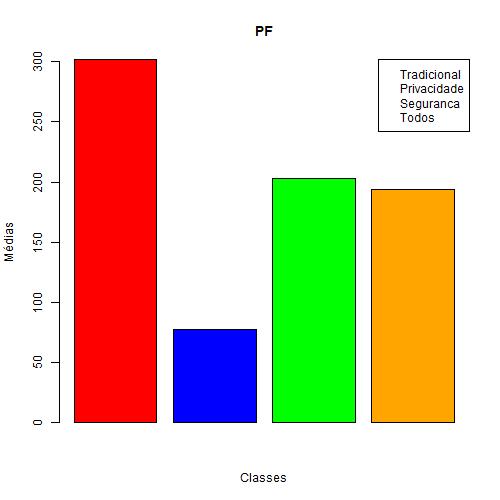 PF
Tradicional
Privacidade
Seguranca
Todos
300
250
200
150
100
50
0
Médias
Classes